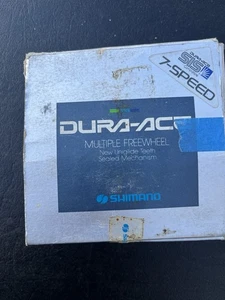 SIS
7-SPEED
DURA-ACE
MULTIPLE FREEWHEEL
New Uniglide Teeth
Sealed Mechanism
SHIMANO